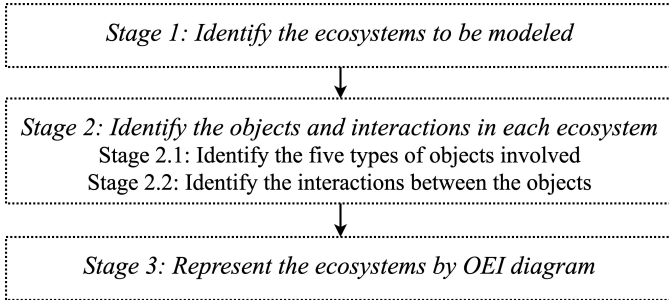 Stage 1: Identify the ecosystems to be modeled
Stage 2: Identify the objects and interactions in each ecosystem
Stage 2.1: Identify the five types of objects involved
Stage 2.2: Identify the interactions between the objects
Stage 3: Represent the ecosystems by OEI diagram